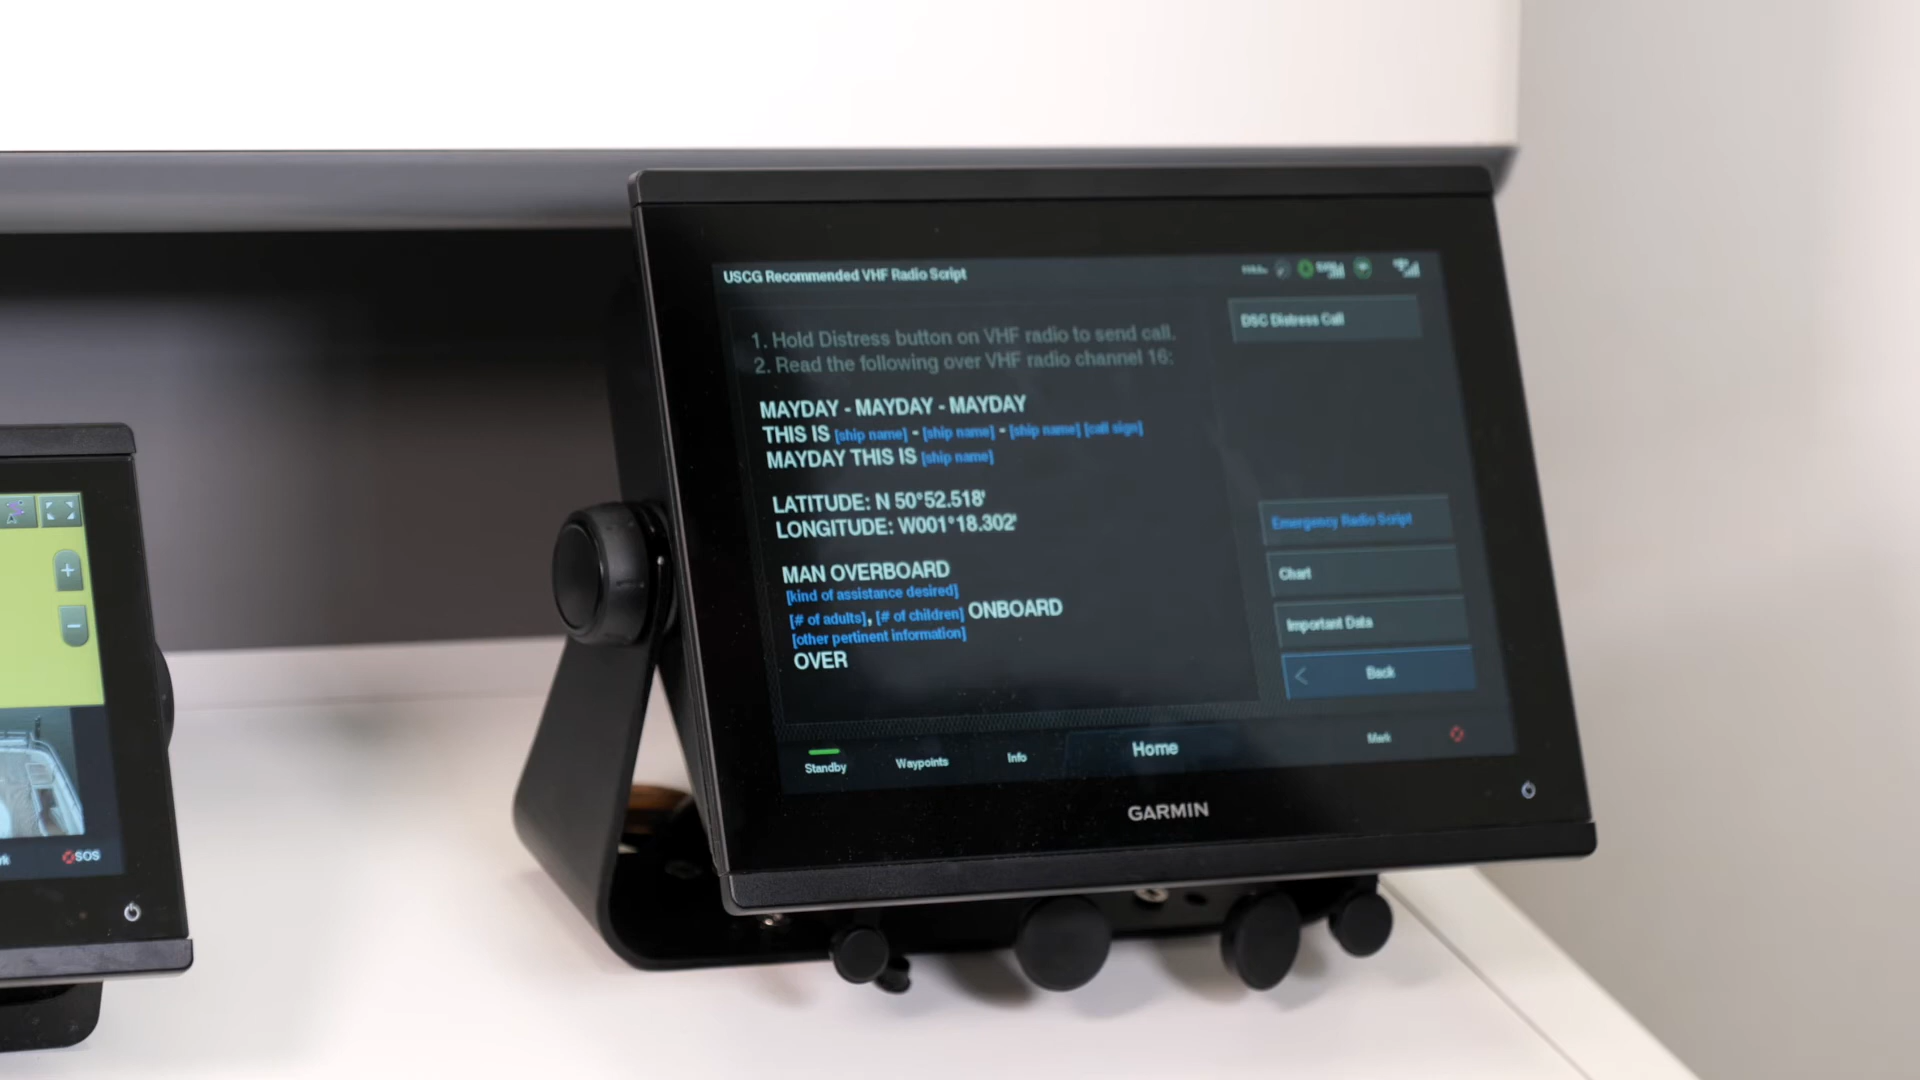 USCG Recommended VHF Radio Script
DSC Distress Call
1. Hold Distress button on VHF radio to send call.
2. Read the following over VHF radio channel 16:
MAYDAY - MAYDAY - MAYDAY
THIS IS [ship name] - [ship name] - [ship name] [call sign]
MAYDAY THIS IS [ship name]
LATITUDE: N 50°52.518'
LONGITUDE: W001°18.302'
MAN OVERBOARD
[kind of assistance desired]
[# of adults], [# of children] ONBOARD
[other pertinent information]
OVER
Emergency Radio Script
Chart
Important Data
Back
Standby
Waypoints
Info
Home
Mark
GARMIN
SOS